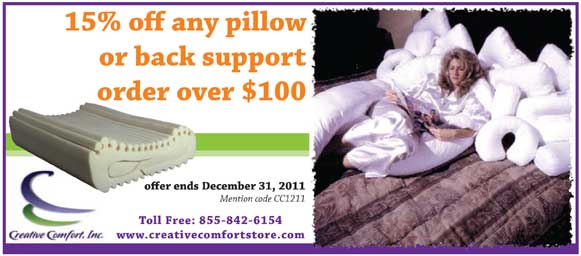 15% off any pillow
or back support
order over $100
offer ends December 31, 2011
Mention code CC1211
Creative Comfort, Inc.
Toll Free: 855-842-6154
www.creativecomfortstore.com